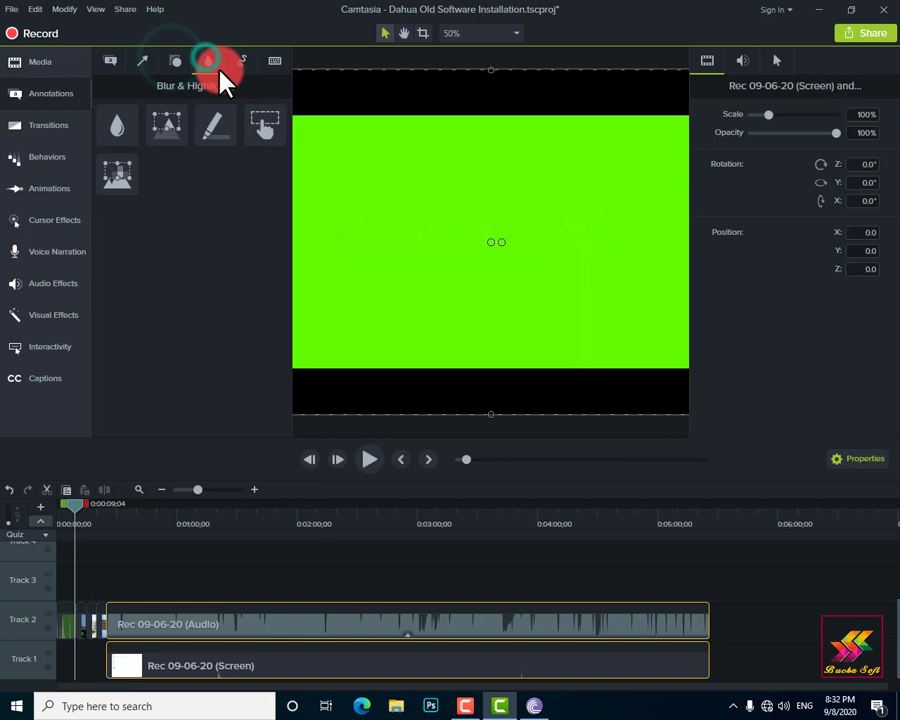 File Edit Modify View Share Help
Camtasia - Dahua Old Software Installation.tscproj*
Sign in
Record
50%
Share
Media
Annotations
Transitions
Behaviors
Animations
Cursor Effects
Voice Narration
Audio Effects
Visual Effects
Interactivity
CC Captions
Rec 09-06-20 (Screen) and...
Scale 100%
Opacity 100%
Rotation: Z: 0.0°
Y: 0.0°
X: 0.0°
Position: X: 0.0
Y: 0.0
Z: 0.0
Properties
0:00:09;04
0:00:00;00 0:01:00;00 0:02:00;00 0:03:00;00 0:04:00;00 0:05:00;00 0:06:00;00
Quiz
Track 4
Track 3
Track 2
Rec 09-06-20 (Audio)
Track 1
Rec 09-06-20 (Screen)
Bucha Soft
Type here to search
Ps
ENG
8:32 PM
9/8/2020
1